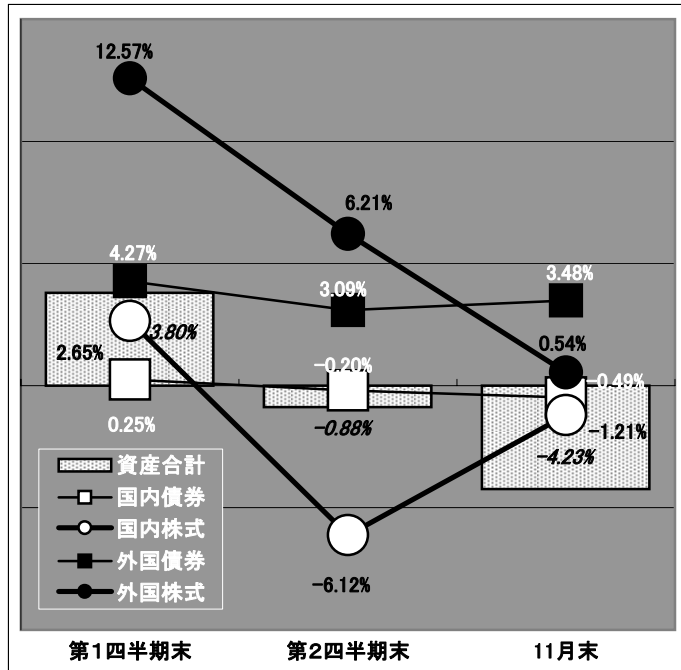 12.57%
6.21%
4.27%
3.09%
3.48%
0.54%
3.80%
2.65%
-0.20%
-0.49%
0.25%
-0.88%
-1.21%
-4.23%
-6.12%
資産合計
国内債券
国内株式
外国債券
外国株式
第1四半期末 第2四半期末 11月末